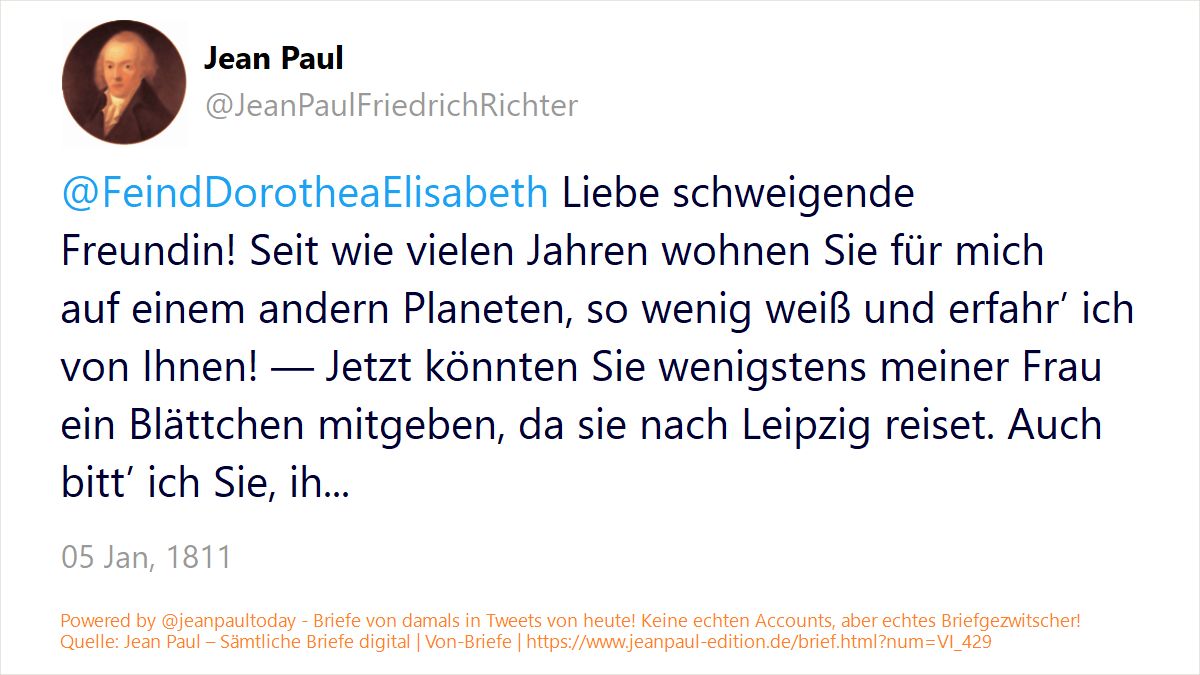 Jean Paul
@JeanPaulFriedrichRichter
@FeindDorotheaElisabeth Liebe schweigende
Freundin! Seit wie vielen Jahren wohnen Sie für mich
auf einem andern Planeten, so wenig weiß und erfahr’ ich
von Ihnen! — Jetzt könnten Sie wenigstens meiner Frau
ein Blättchen mitgeben, da sie nach Leipzig reiset. Auch
bitt’ ich Sie, ih...
05 Jan, 1811
Powered by @jeanpaultoday - Briefe von damals in Tweets von heute! Keine echten Accounts, aber echtes Briefgezwitscher!
Quelle: Jean Paul – Sämtliche Briefe digital | Von-Briefe | https://www.jeanpaul-edition.de/brief.html?num=VI_429